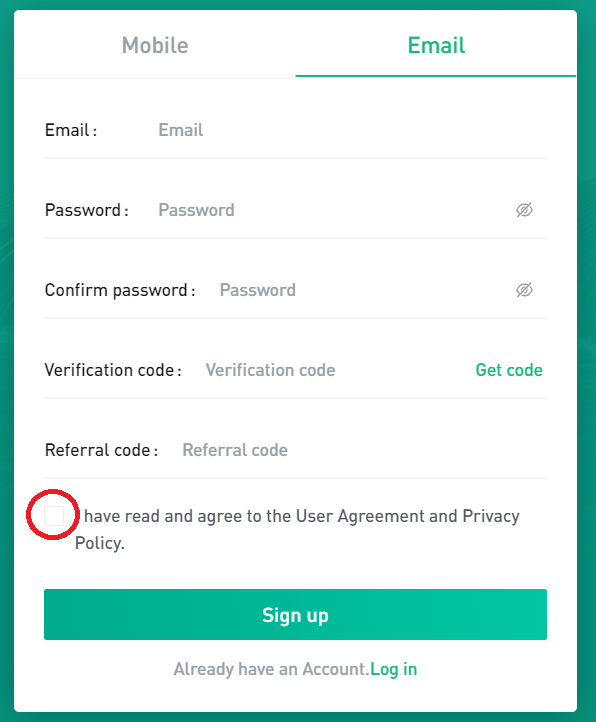 Mobile Email
Email : Email
Password : Password
Confirm password : Password
Verification code : Verification code Get code
Referral code : Referral code
have read and agree to the User Agreement and Privacy
Policy.
Sign up
Already have an Account.Log in